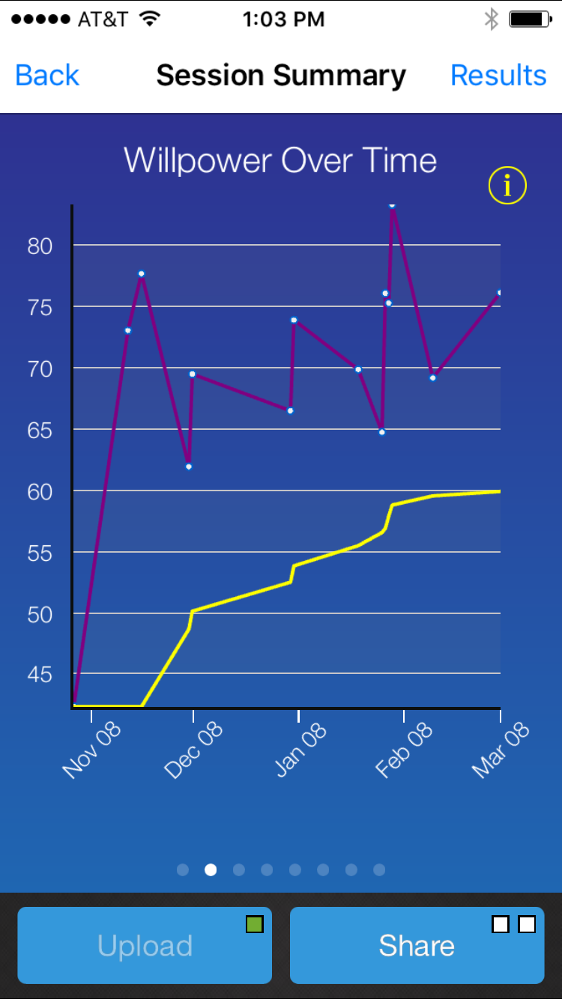 AT&T 1:03 PM
Back Session Summary Results
Willpower Over Time
i
80
75
70
65
60
55
50
45
Nov 08 Dec 08 Jan 08 Feb 08 Mar 08
Upload Share